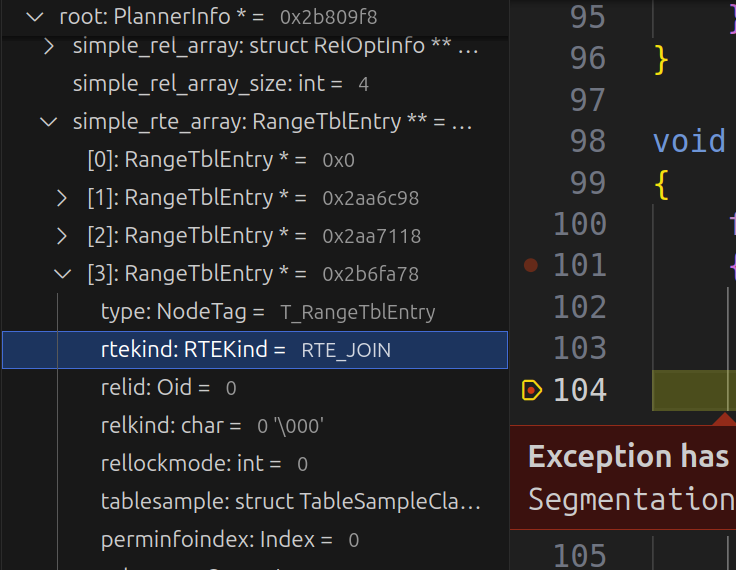 root: PlannerInfo * = 0x2b809f8
simple_rel_array: struct RelOptInfo ** ...
simple_rel_array_size: int = 4
simple_rte_array: RangeTblEntry ** = ...
[0]: RangeTblEntry * = 0x0
[1]: RangeTblEntry * = 0x2aa6c98
[2]: RangeTblEntry * = 0x2aa7118
[3]: RangeTblEntry * = 0x2b6fa78
type: NodeTag = T_RangeTblEntry
rtekind: RTEKind = RTE_JOIN
relid: Oid = 0
relkind: char = 0 '\000'
rellockmode: int = 0
tablesample: struct TableSampleCla...
perminfoindex: Index = 0
95 }
96 }
97
98 void
99 {
100
101 {
102
103
104
Exception has
Segmentation
105